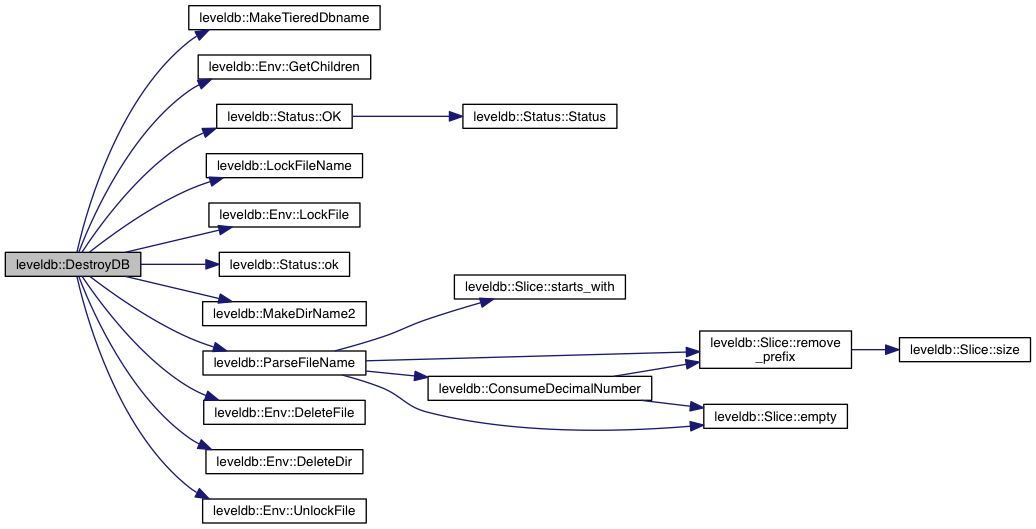 leveldb::MakeTieredDbname
leveldb::Env::GetChildren
leveldb::Status::OK
leveldb::Status::Status
leveldb::LockFileName
leveldb::Env::LockFile
leveldb::DestroyDB
leveldb::Status::ok
leveldb::Slice::starts_with
leveldb::MakeDirName2
leveldb::Slice::remove
_prefix
leveldb::Slice::size
leveldb::ParseFileName
leveldb::ConsumeDecimalNumber
leveldb::Env::DeleteFile
leveldb::Slice::empty
leveldb::Env::DeleteDir
leveldb::Env::UnlockFile